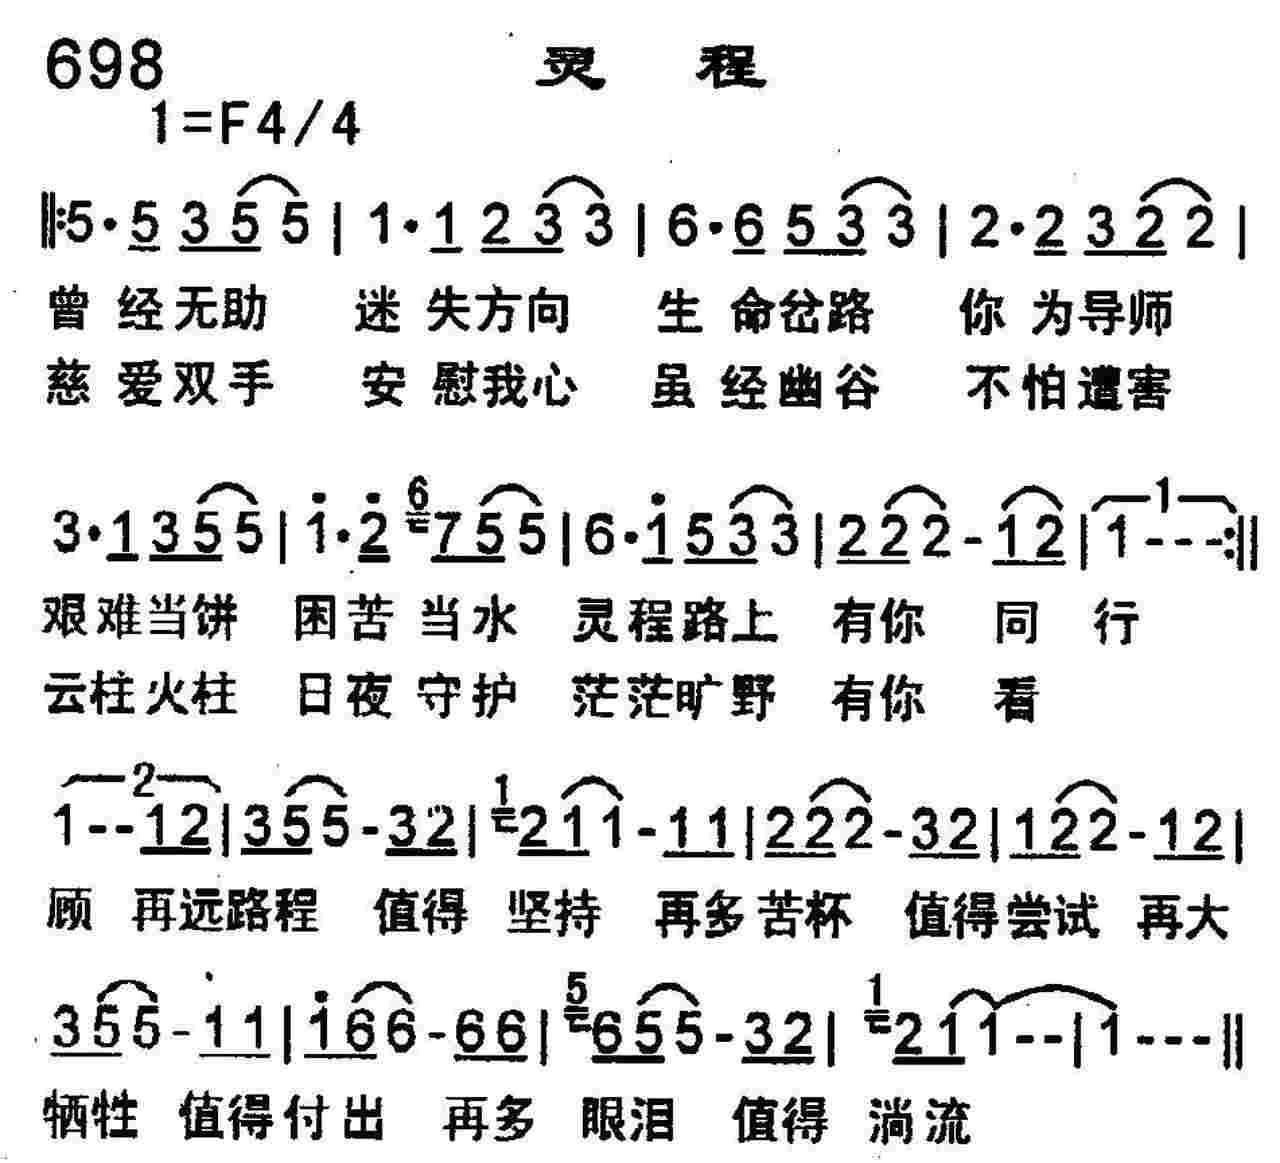 698 灵 程
1=F4/4
‖:5·5 3 5 5 | 1·1 2 3 3 | 6·6 5 3 3 | 2·2 3 2 2 |
曾 经 无助 迷 失方向 生 命岔路 你 为导师
慈 爱双手 安 慰我心 虽 经幽谷 不怕遭害
6 1
3·1 3 5 5 | i·2̇ 7 5 5 | 6·i 5 3 3 | 2 2 2 - 1 2 | 1 - - - :‖
艰难当饼 困苦当水 灵程路上 有你 同 行
云柱火柱 日夜守护 茫茫旷野 有你 看
2 1
1 - - 1 2 | 3 5 5 - 3 2 | 2 1 1 - 1 1 | 2 2 2 - 3 2 | 1 2 2 - 1 2 |
顾 再远路程 值得 坚持 再多苦杯 值得尝试 再大
5 1
3 5 5 - 1 1 | i 6 6 - 6 6 | 6 5 5 - 3 2 | 2 1 1 - - | 1 - - - ‖
牺牲 值得付出 再多 眼泪 值得 淌流